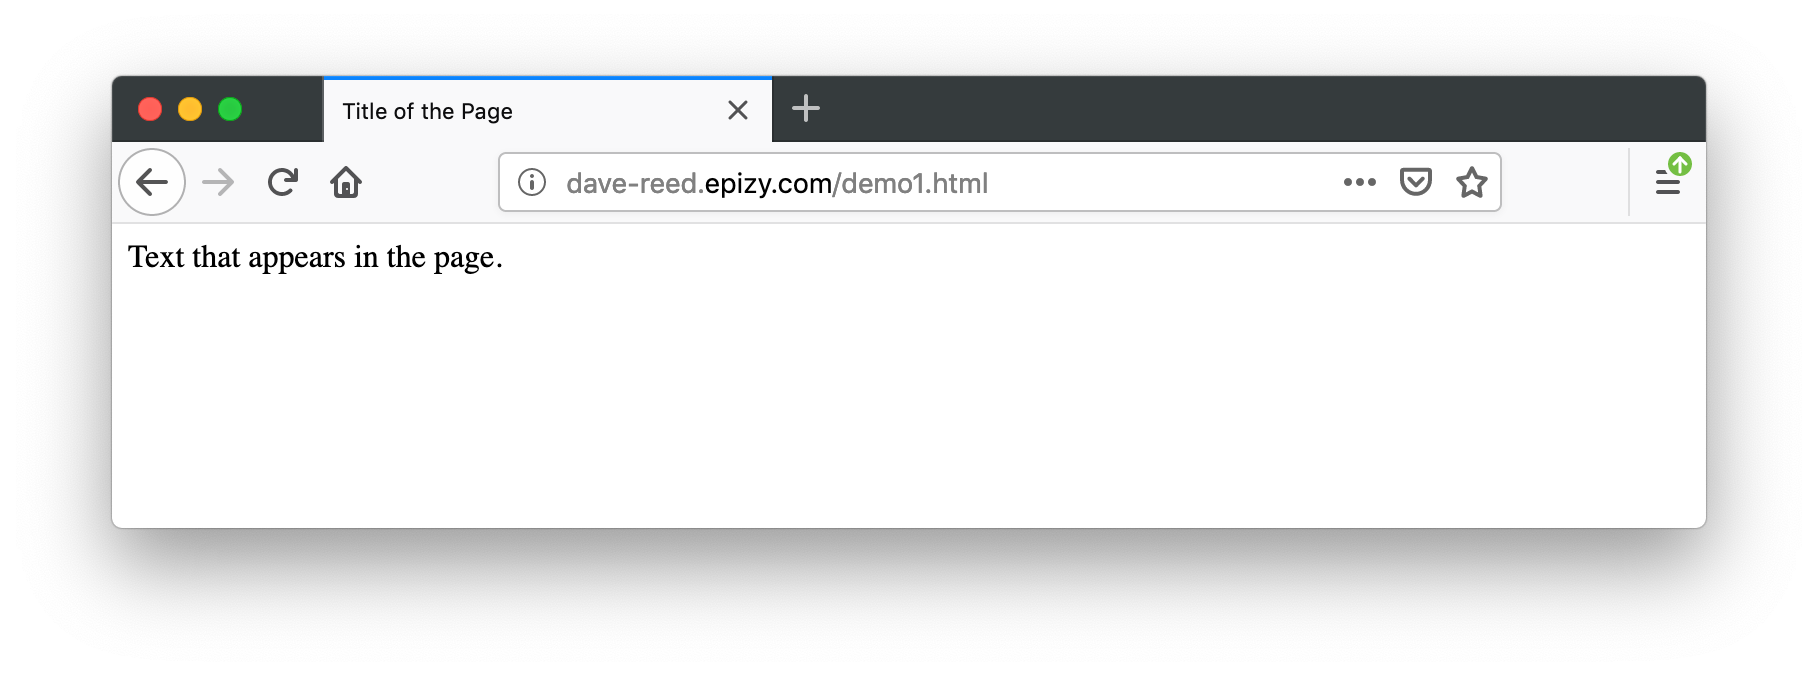 Title of the Page
dave-reed.epizy.com/demo1.html
Text that appears in the page.